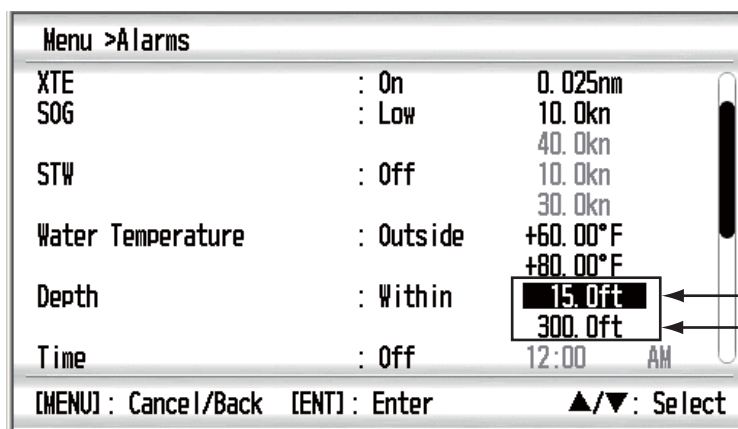 Menu >Alarms
XTE : On 0.025nm
SOG : Low 10.0kn
40.0kn
STW : Off 10.0kn
30.0kn
Water Temperature : Outside +60.00°F
+80.00°F
Depth : Within 15.0ft
300.0ft
Time : Off 12:00 AM
[MENU]: Cancel/Back [ENT]: Enter ▲/▼: Select